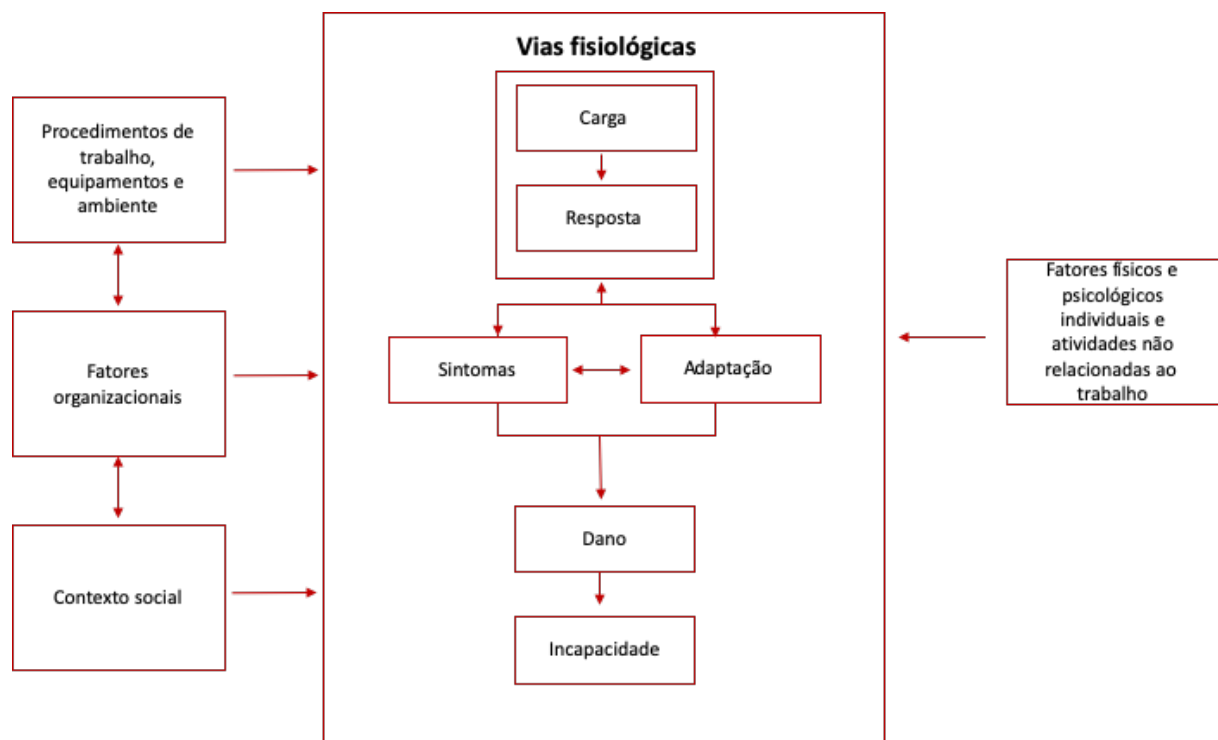 Vias fisiológicas
Procedimentos de
trabalho,
equipamentos e
ambiente
Fatores
organizacionais
Contexto social
Carga
Resposta
Sintomas
Adaptação
Dano
Incapacidade
Fatores físicos e
psicológicos
individuais e
atividades não
relacionadas ao
trabalho